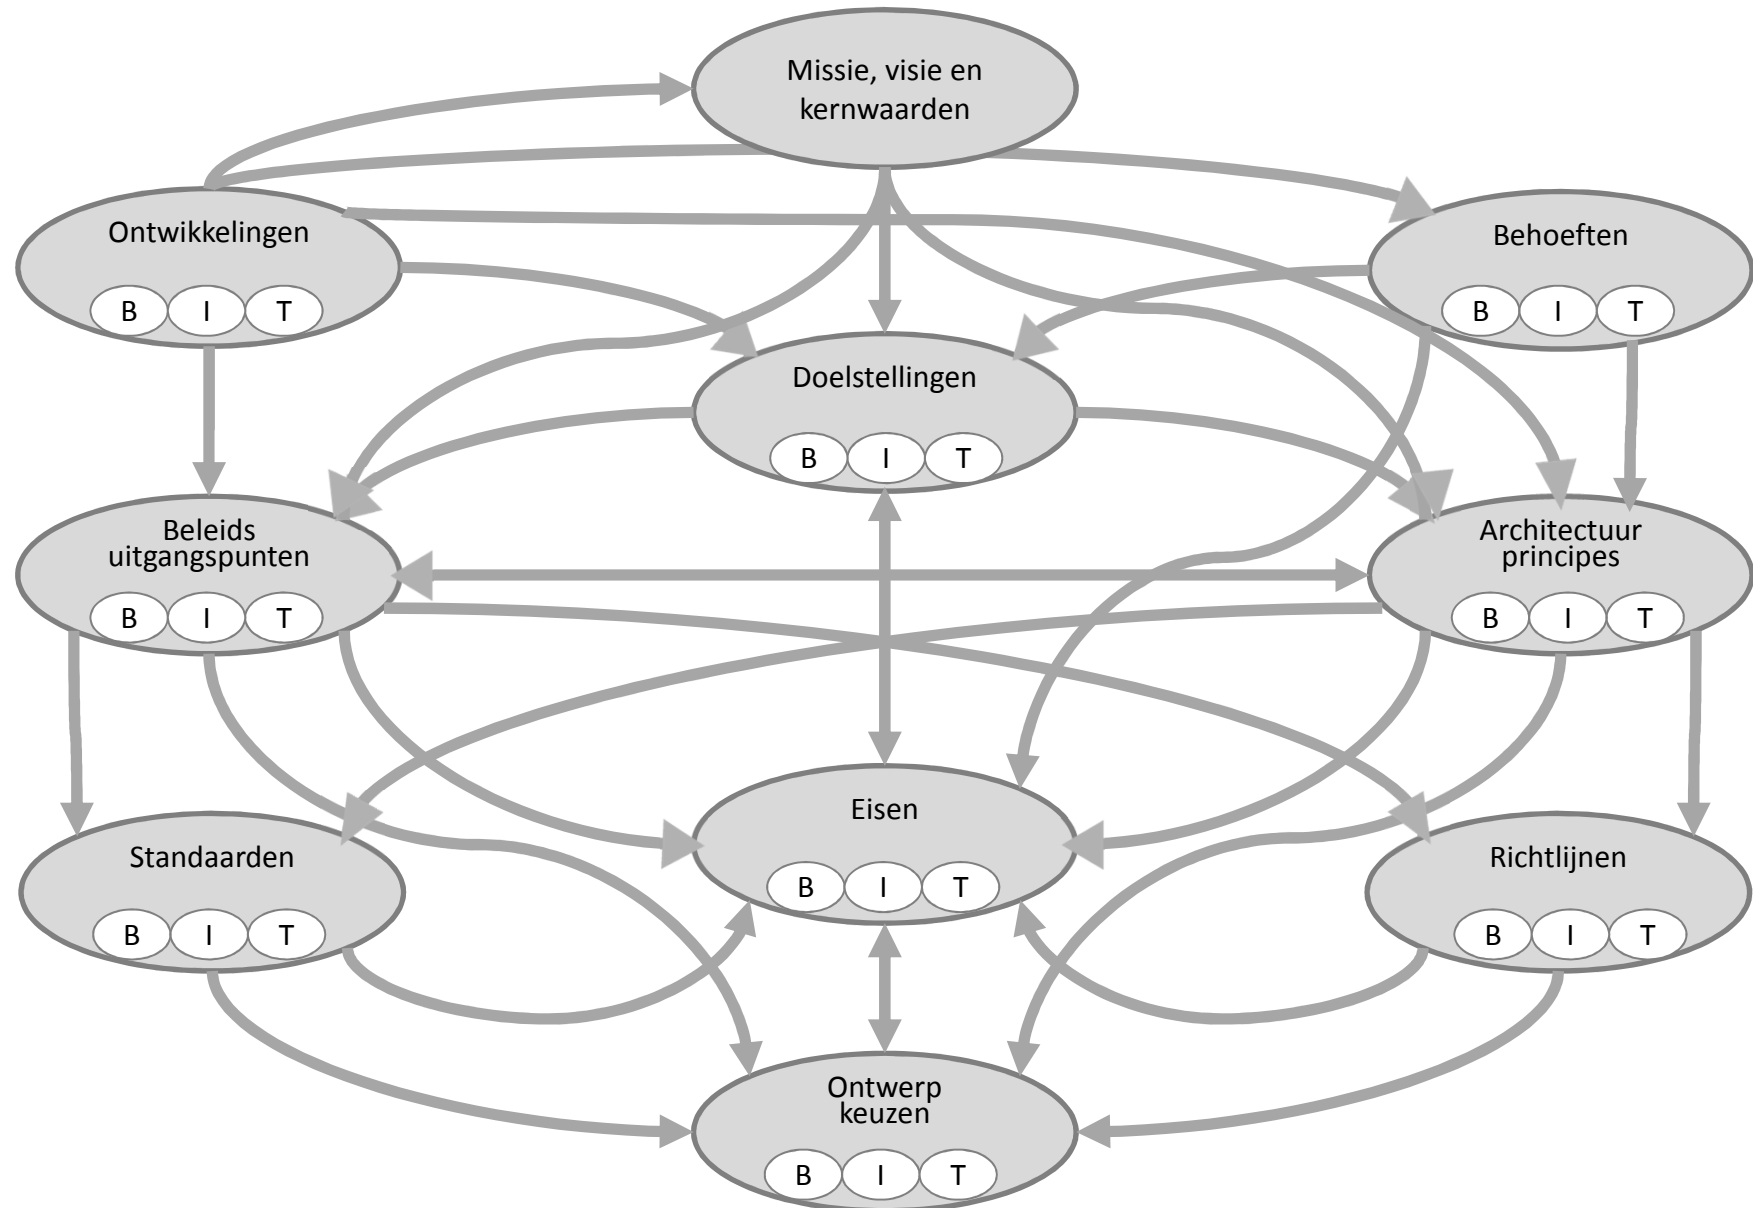 Missie, visie en
kernwaarden
Ontwikkelingen
B I T
Behoeften
B I T
Doelstellingen
B I T
Beleids
uitgangspunten
B I T
Architectuur
principes
B I T
Standaarden
B I T
Eisen
B I T
Richtlijnen
B I T
Ontwerp
keuzen
B I T